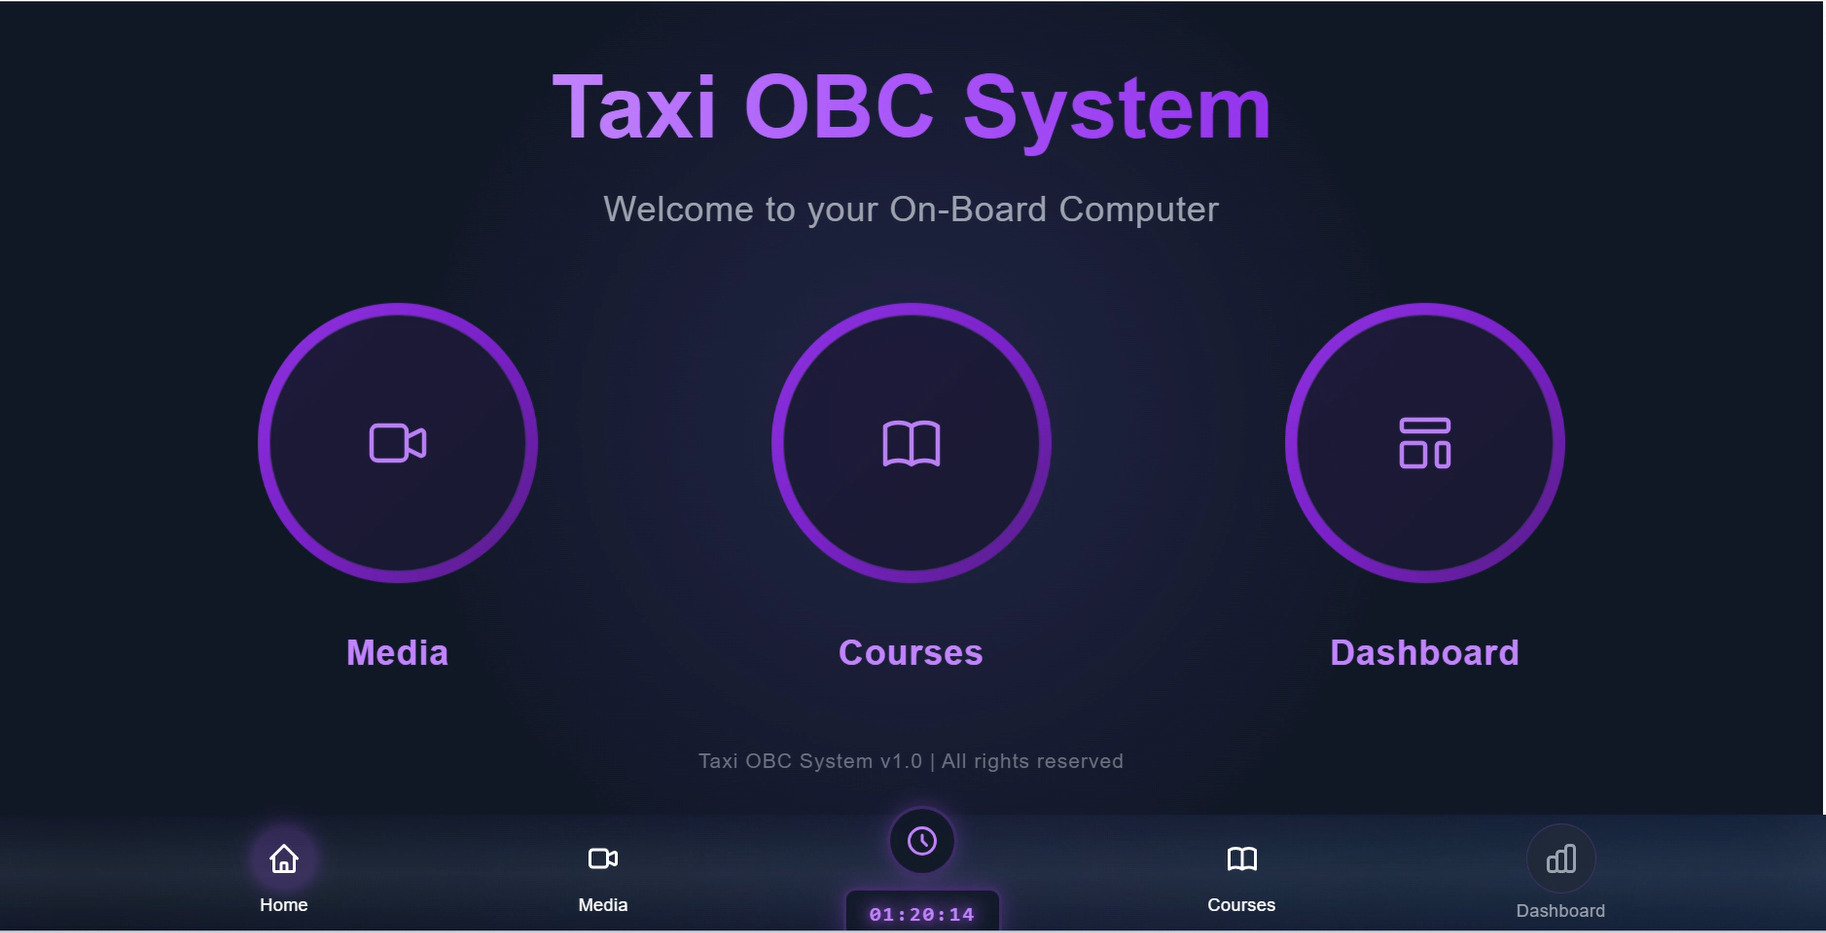 Taxi OBC System
Welcome to your On-Board Computer
Media
Courses
Dashboard
Taxi OBC System v1.0 | All rights reserved
Home
Media
01:20:14
Courses
Dashboard